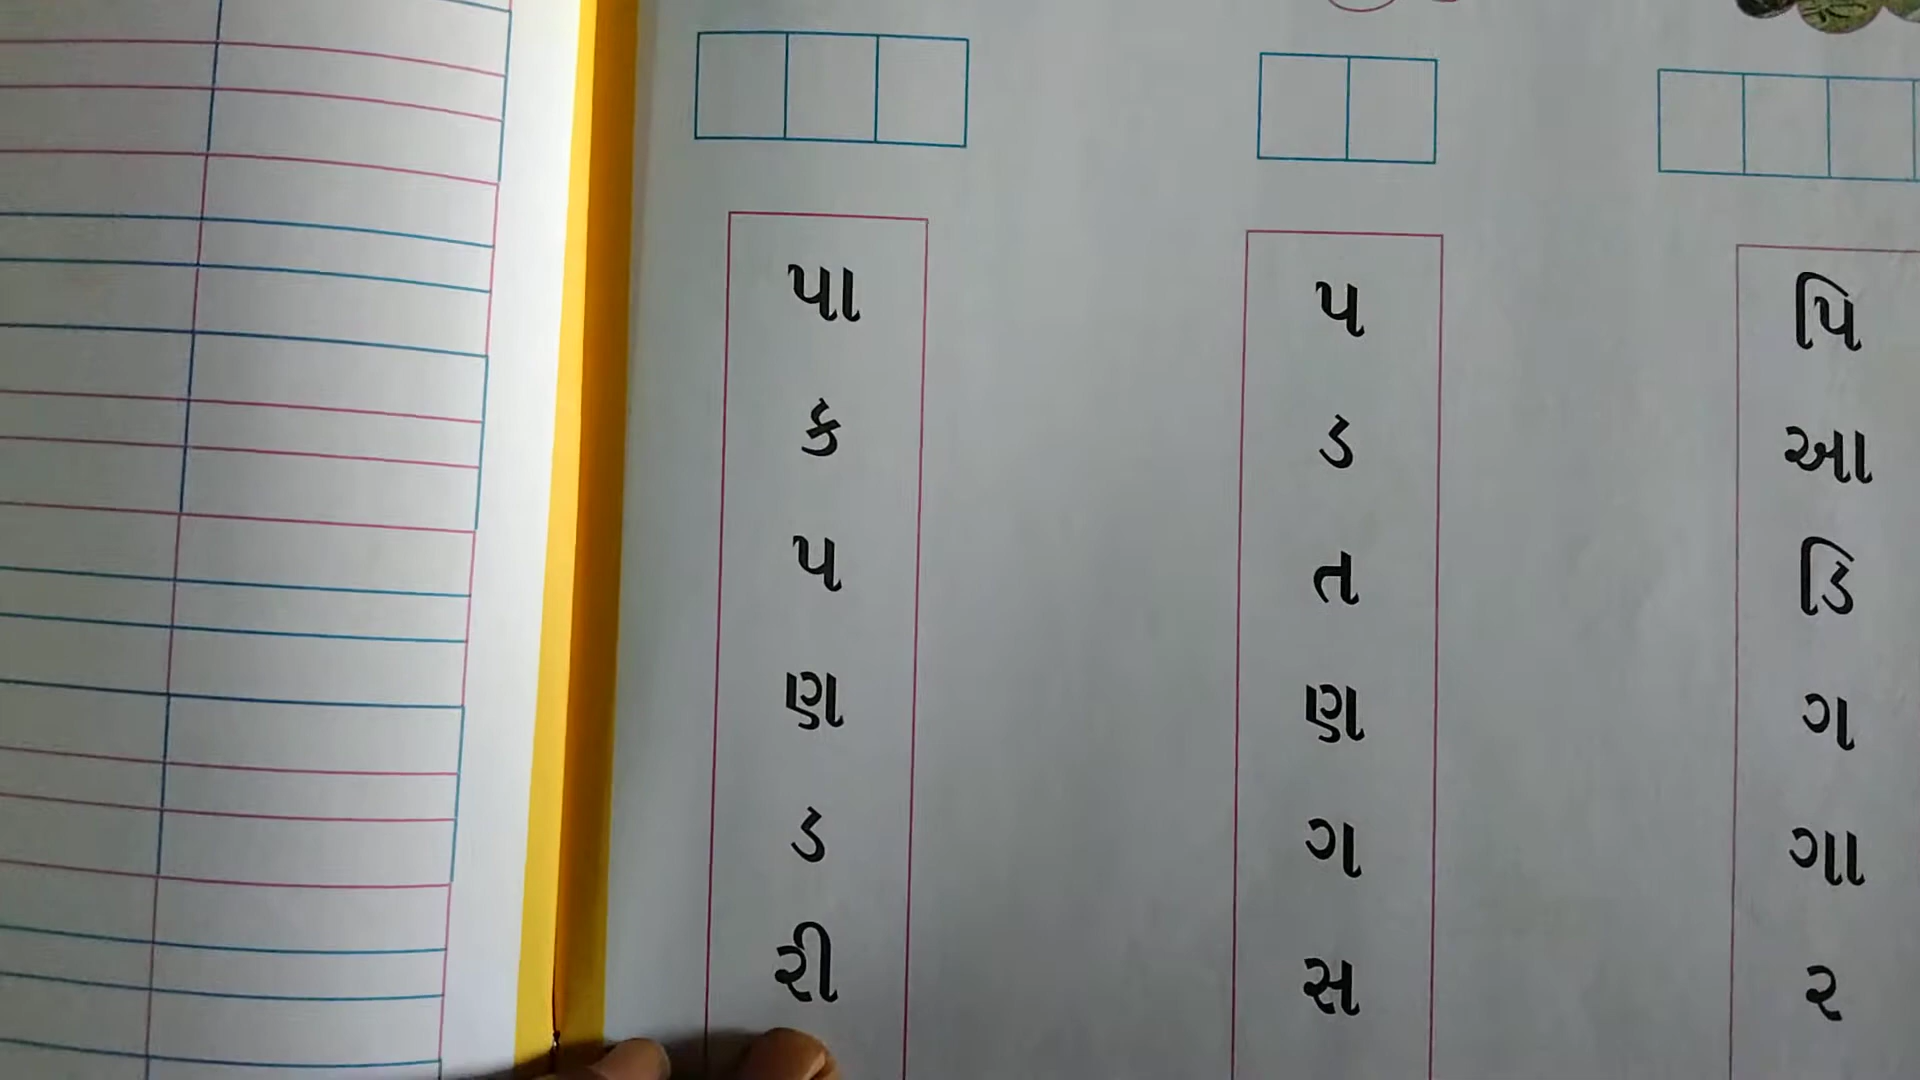 પા
ક
પ
ણ
ડ
રી
પ
ડ
ત
ણ
ગ
સ
પિ
આ
ડિ
ગ
ગા
ર